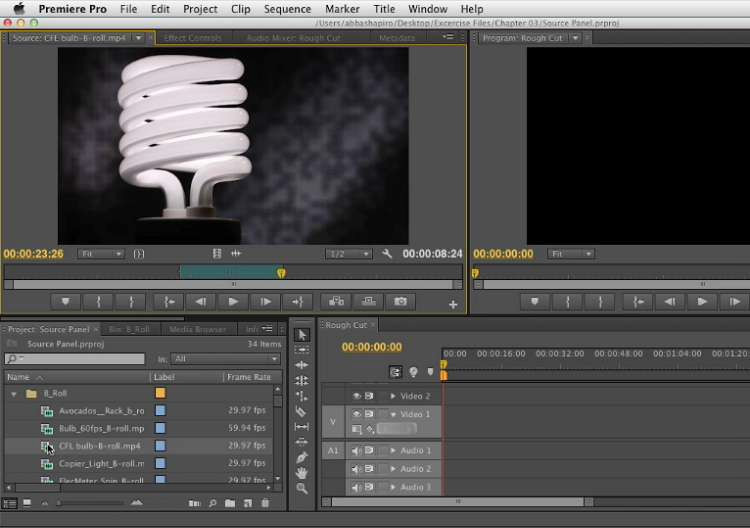 Premiere Pro File Edit Project Clip Sequence Marker Title Window Help
/Users/abbashapiro/Desktop/Excercise Files/Chapter 03/Source Panel.prproj
Source: CFL bulb-B-roll.mp4 Effect Controls Audio Mixer: Rough Cut Metadata Program: Rough Cut
00:00:23:26 Fit 1/2 00:00:08:24 00:00:00:00 Fit
Project: Source Panel Bin: B_Roll Media Browser Inf Rough Cut
Source Panel.prproj 34 Items
00:00:00:00
In: All
00:00 00:00:16:00 00:00:32:00 00:00:48:00 00:01:04:00 00:01:20:
Name Label Frame Rate
B_Roll
Video 2
Avocados__Rack_b_ro 29.97 fps
V Video 1
Bulb_60fps_B-roll.mp 59.94 fps
CFL bulb-B-roll.mp4 29.97 fps
A1 Audio 1
Copier_Light_B-roll.m 29.97 fps
Audio 2
ElecMeter_Spin_B-roll 29.97 fps
Audio 3